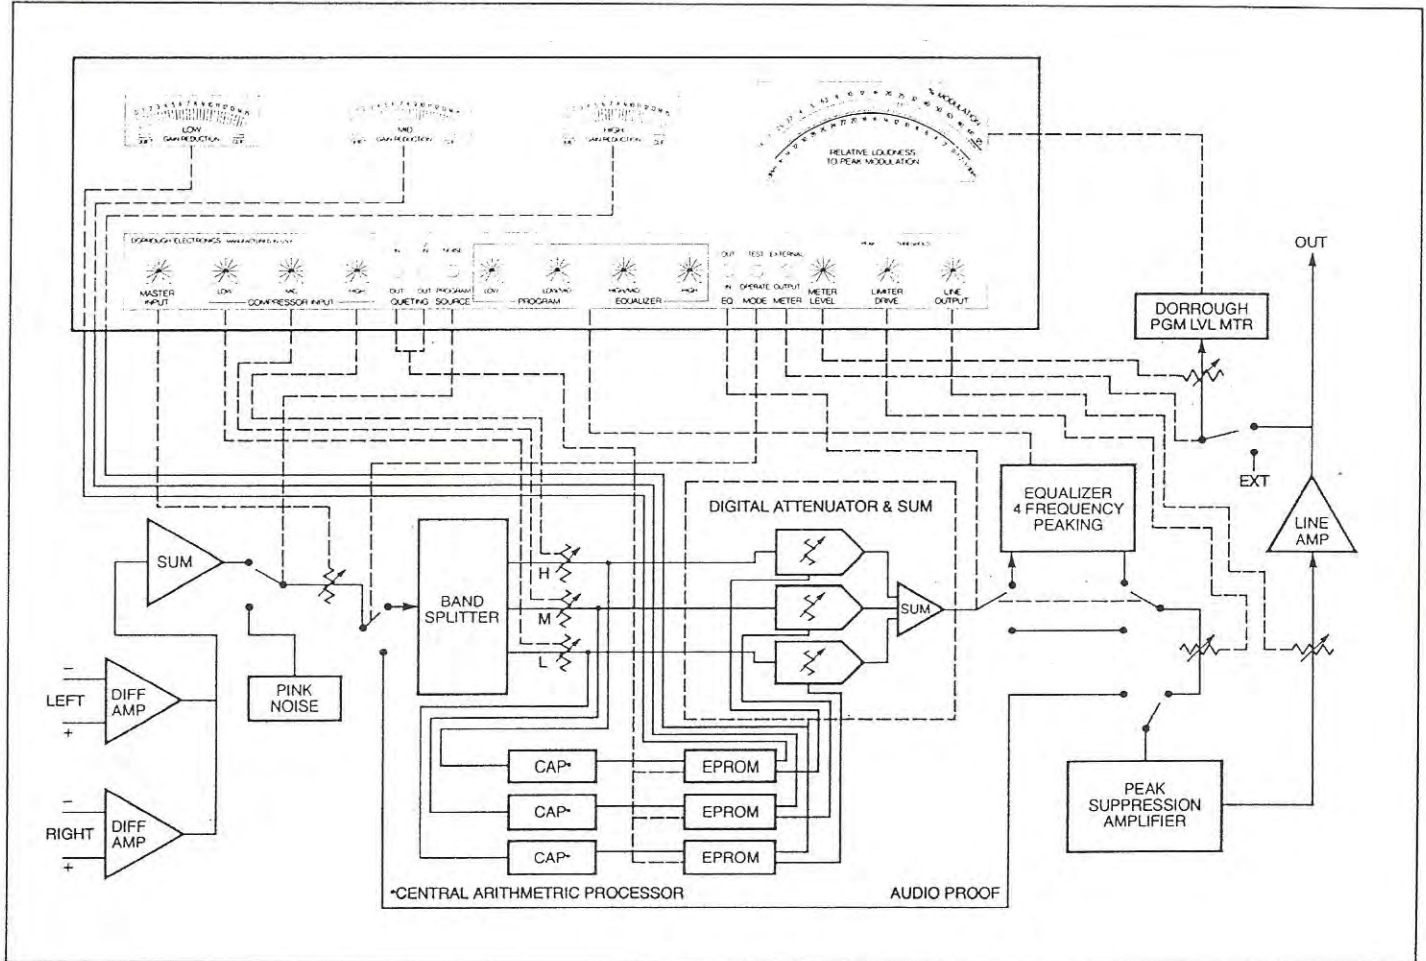 % MODULATION
LOW
GAIN REDUCTION
MID
GAIN REDUCTION
HIGH
GAIN REDUCTION
RELATIVE LOUDNESS
TO PEAK MODULATION
DORROUGH ELECTRONICS
IN IN NOISE
OUT TEST EXTERNAL
MASTER
INPUT
LOW MID HIGH
COMPRESSOR INPUT
OUT OUT PROGRAM
QUIETING SOURCE
LOW LOW/MID HIGH/MID HIGH
PROGRAM EQUALIZER
IN OPERATE OUTPUT
EQ MODE METER
METER
LEVEL
LIMITER
DRIVE
LINE
OUTPUT
OUT
DORROUGH
PGM LVL MTR
EXT
LINE
AMP
EQUALIZER
4 FREQUENCY
PEAKING
DIGITAL ATTENUATOR & SUM
SUM
BAND
SPLITTER
H
M
L
SUM
PINK
NOISE
–
LEFT
+
DIFF
AMP
–
RIGHT
+
DIFF
AMP
CAP*
EPROM
CAP*
EPROM
CAP*
EPROM
PEAK
SUPPRESSION
AMPLIFIER
*CENTRAL ARITHMETRIC PROCESSOR
AUDIO PROOF